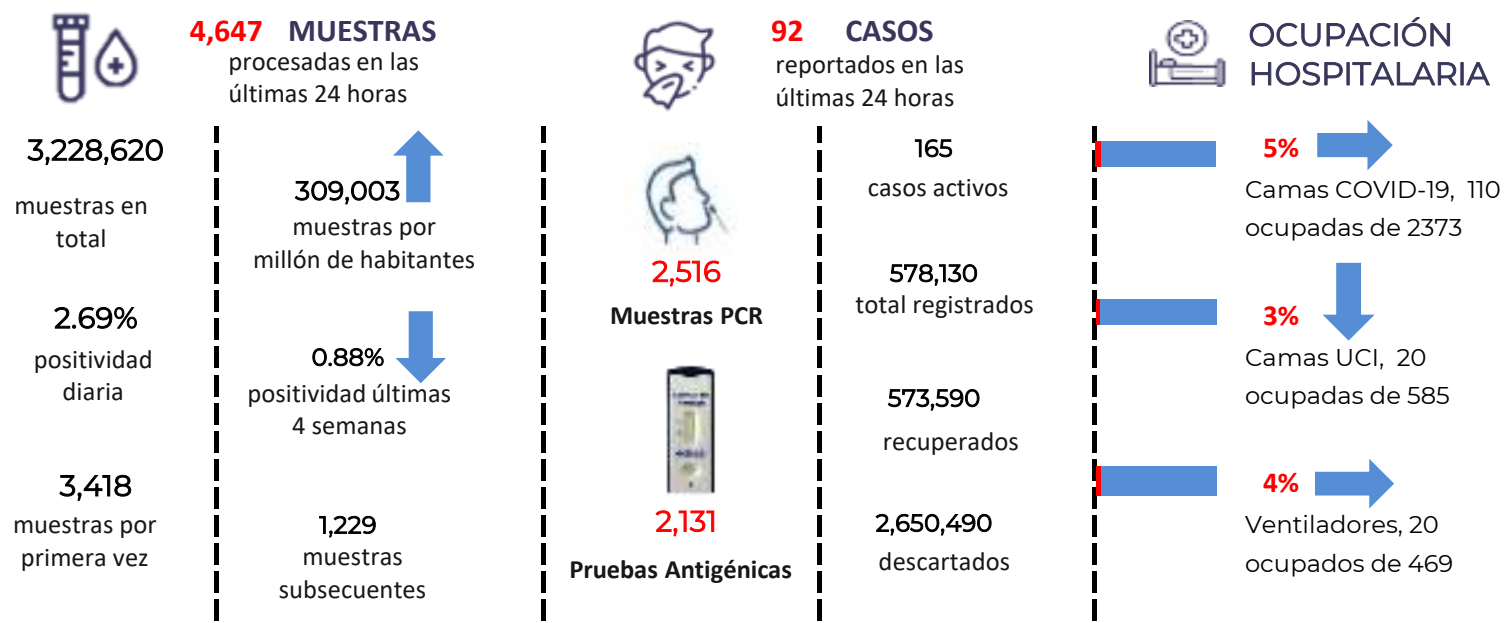 4,647 MUESTRAS
procesadas en las
últimas 24 horas
3,228,620
muestras en
total
2.69%
positividad
diaria
3,418
muestras por
primera vez
309,003
muestras por
millón de habitantes
0.88%
positividad últimas
4 semanas
1,229
muestras
subsecuentes
92 CASOS
reportados en las
últimas 24 horas
2,516
Muestras PCR
2,131
Pruebas Antigénicas
165
casos activos
578,130
total registrados
573,590
recuperados
2,650,490
descartados
OCUPACIÓN
HOSPITALARIA
5%
Camas COVID-19, 110
ocupadas de 2373
3%
Camas UCI, 20
ocupadas de 585
4%
Ventiladores, 20
ocupados de 469